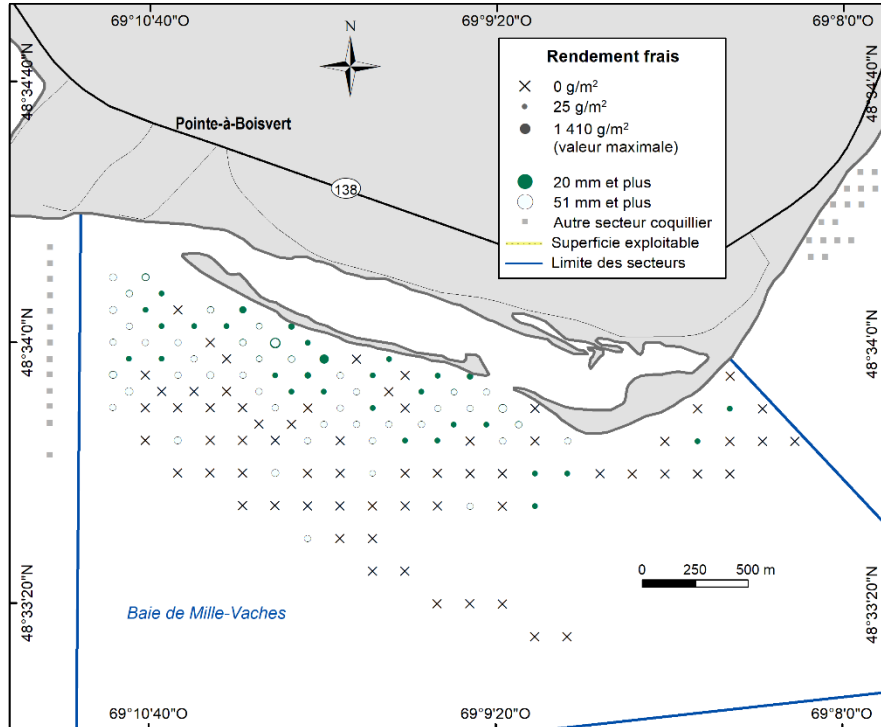 69°10'40"O
69°9'20"O
69°8'0"O
48°34'40"N
48°34'40"N
N
Rendement frais
0 g/m²
25 g/m²
1 410 g/m²
(valeur maximale)
20 mm et plus
51 mm et plus
Autre secteur coquillier
Superficie exploitable
Limite des secteurs
Pointe-à-Boisvert
138
48°34'0"N
48°34'0"N
0 250 500 m
48°33'20"N
48°33'20"N
Baie de Mille-Vaches
69°10'40"O
69°9'20"O
69°8'0"O